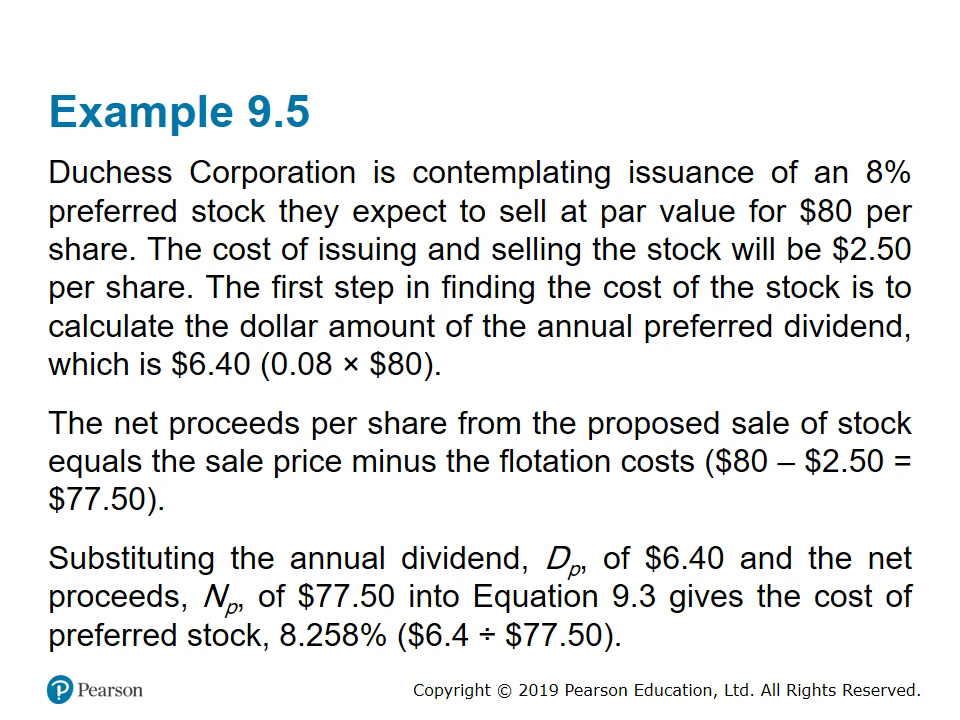 Example 9.5
Duchess Corporation is contemplating issuance of an 8%
preferred stock they expect to sell at par value for $80 per
share. The cost of issuing and selling the stock will be $2.50
per share. The first step in finding the cost of the stock is to
calculate the dollar amount of the annual preferred dividend,
which is $6.40 (0.08 × $80).
The net proceeds per share from the proposed sale of stock
equals the sale price minus the flotation costs ($80 – $2.50 =
$77.50).
Substituting the annual dividend, Dp, of $6.40 and the net
proceeds, Np, of $77.50 into Equation 9.3 gives the cost of
preferred stock, 8.258% ($6.4 ÷ $77.50).
P Pearson
Copyright © 2019 Pearson Education, Ltd. All Rights Reserved.